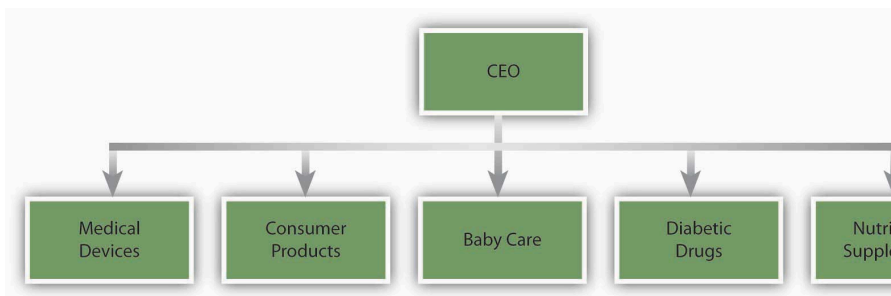 CEO
Medical
Devices
Consumer
Products
Baby Care
Diabetic
Drugs